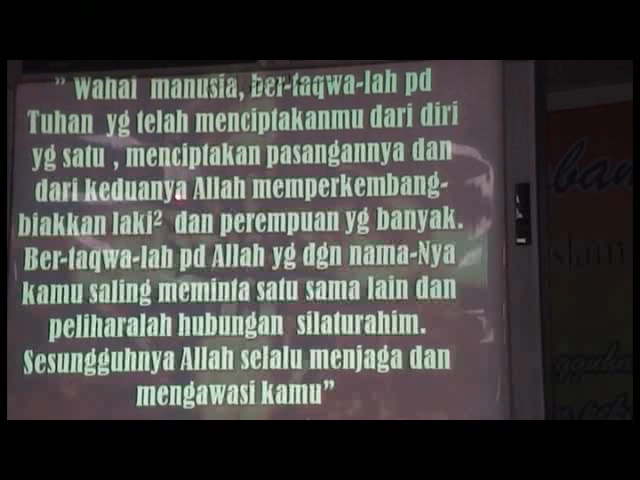 ” Wahai manusia, ber-taqwa-lah pd
Tuhan yg telah menciptakanmu dari diri
yg satu , menciptakan pasangannya dan
dari keduanya Allah memperkembang-
biakkan laki² dan perempuan yg banyak.
Ber-taqwa-lah pd Allah yg dgn nama-Nya
kamu saling meminta satu sama lain dan
peliharalah hubungan silaturahim.
Sesungguhnya Allah selalu menjaga dan
mengawasi kamu”